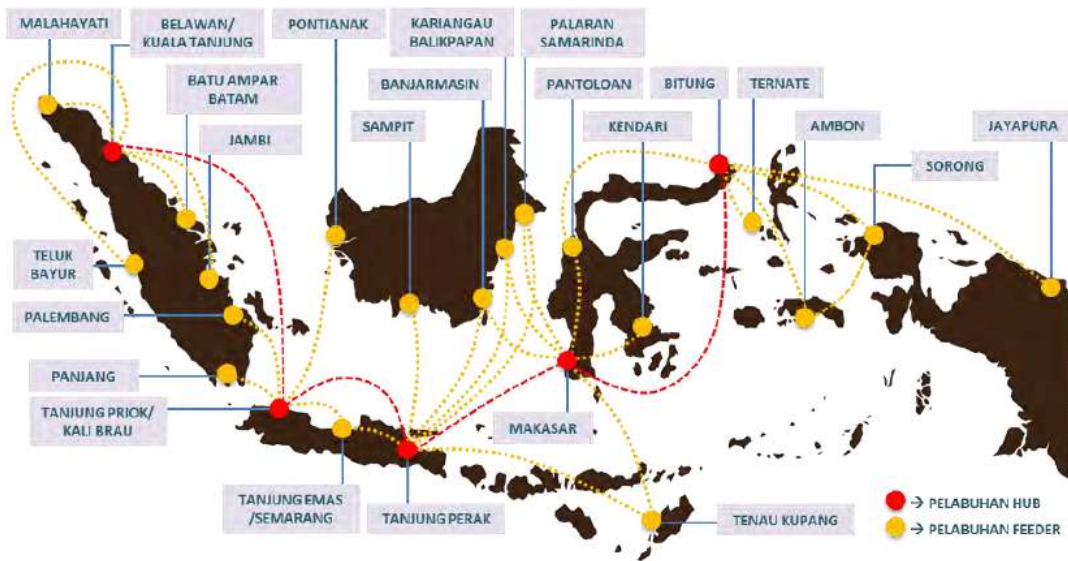 MALAHAYATI
BELAWAN/
KUALA TANJUNG
PONTIANAK
KARIANGAU
BALIKPAPAN
PALARAN
SAMARINDA
BATU AMPAR
BATAM
BANJARMASIN
PANTOLOAN
BITUNG
TERNATE
JAMBI
SAMPIT
KENDARI
AMBON
JAYAPURA
SORONG
TELUK
BAYUR
PALEMBANG
PANJANG
TANJUNG PRIOK/
KALI BRAU
MAKASAR
TANJUNG EMAS
/SEMARANG
TANJUNG PERAK
TENAU KUPANG
→ PELABUHAN HUB
→ PELABUHAN FEEDER